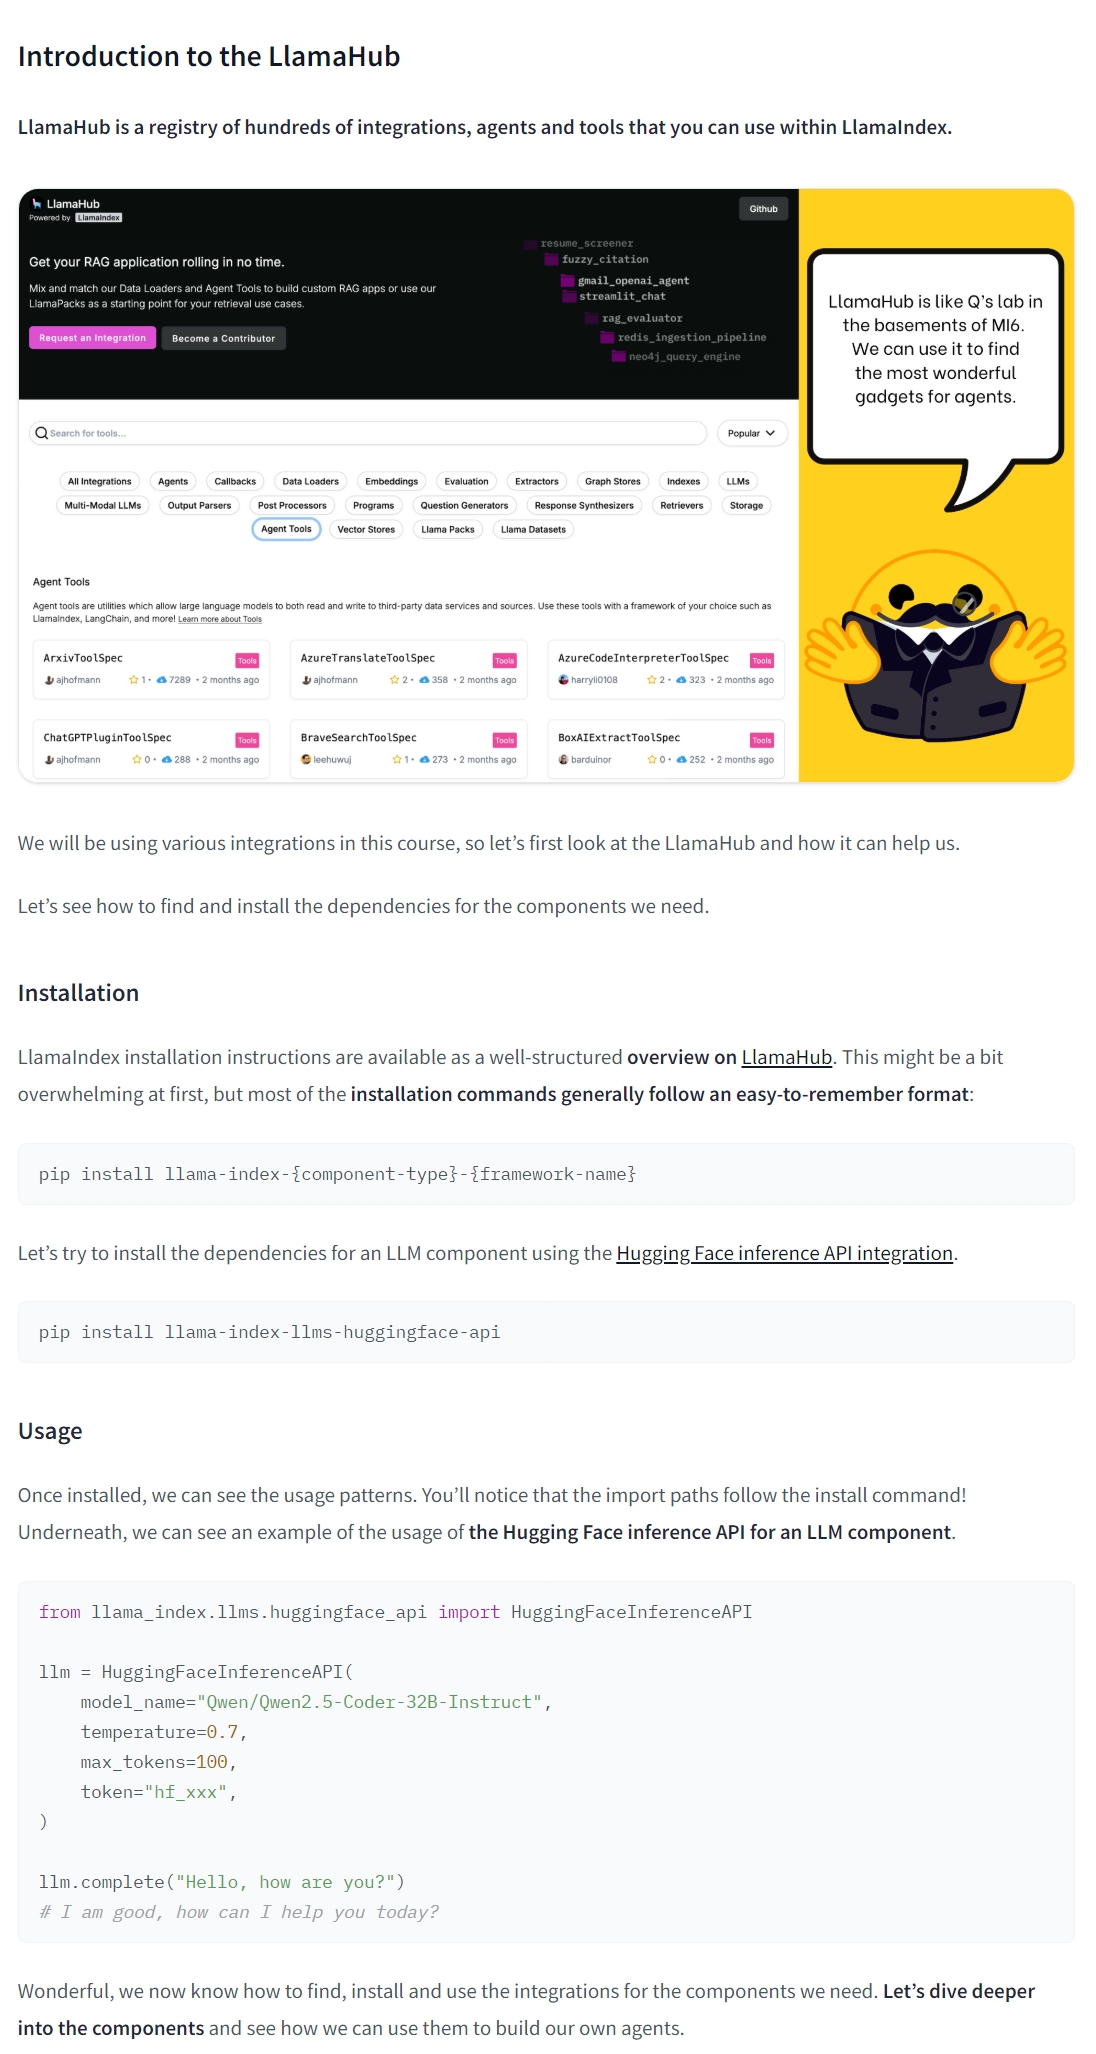 Introduction to the LlamaHub
LlamaHub is a registry of hundreds of integrations, agents and tools that you can use within LlamaIndex.
LlamaHub
Powered by LlamaIndex
Github
Get your RAG application rolling in no time.
Mix and match our Data Loaders and Agent Tools to build custom RAG apps or use our
LlamaPacks as a starting point for your retrieval use cases.
Request an Integration Become a Contributor
resume_screener
fuzzy_citation
gmail_openai_agent
streamlit_chat
rag_evaluator
redis_ingestion_pipeline
neo4j_query_engine
LlamaHub is like Q's lab in
the basements of MI6.
We can use it to find
the most wonderful
gadgets for agents.
Search for tools... Popular
All Integrations Agents Callbacks Data Loaders Embeddings Evaluation Extractors Graph Stores Indexes LLMs
Multi-Modal LLMs Output Parsers Post Processors Programs Question Generators Response Synthesizers Retrievers Storage
Agent Tools Vector Stores Llama Packs Llama Datasets
Agent Tools
Agent tools are utilities which allow large language models to both read and write to third-party data services and sources. Use these tools with a framework of your choice such as
LlamaIndex, LangChain, and more! Learn more about Tools
ArxivToolSpec Tools
ajhofmann 1 • 7289 • 2 months ago
AzureTranslateToolSpec Tools
ajhofmann 2 • 358 • 2 months ago
AzureCodeInterpreterToolSpec Tools
harryli0108 2 • 323 • 2 months ago
ChatGPTPluginToolSpec Tools
ajhofmann 0 • 288 • 2 months ago
BraveSearchToolSpec Tools
leehuwuj 1 • 273 • 2 months ago
BoxAIExtractToolSpec Tools
barduinor 0 • 252 • 2 months ago
We will be using various integrations in this course, so let’s first look at the LlamaHub and how it can help us.
Let’s see how to find and install the dependencies for the components we need.
Installation
LlamaIndex installation instructions are available as a well-structured overview on LlamaHub. This might be a bit
overwhelming at first, but most of the installation commands generally follow an easy-to-remember format:
pip install llama-index-{component-type}-{framework-name}
Let’s try to install the dependencies for an LLM component using the Hugging Face inference API integration.
pip install llama-index-llms-huggingface-api
Usage
Once installed, we can see the usage patterns. You’ll notice that the import paths follow the install command!
Underneath, we can see an example of the usage of the Hugging Face inference API for an LLM component.
from llama_index.llms.huggingface_api import HuggingFaceInferenceAPI
llm = HuggingFaceInferenceAPI(
    model_name="Qwen/Qwen2.5-Coder-32B-Instruct",
    temperature=0.7,
    max_tokens=100,
    token="hf_xxx",
)
llm.complete("Hello, how are you?")
# I am good, how can I help you today?
Wonderful, we now know how to find, install and use the integrations for the components we need. Let’s dive deeper
into the components and see how we can use them to build our own agents.